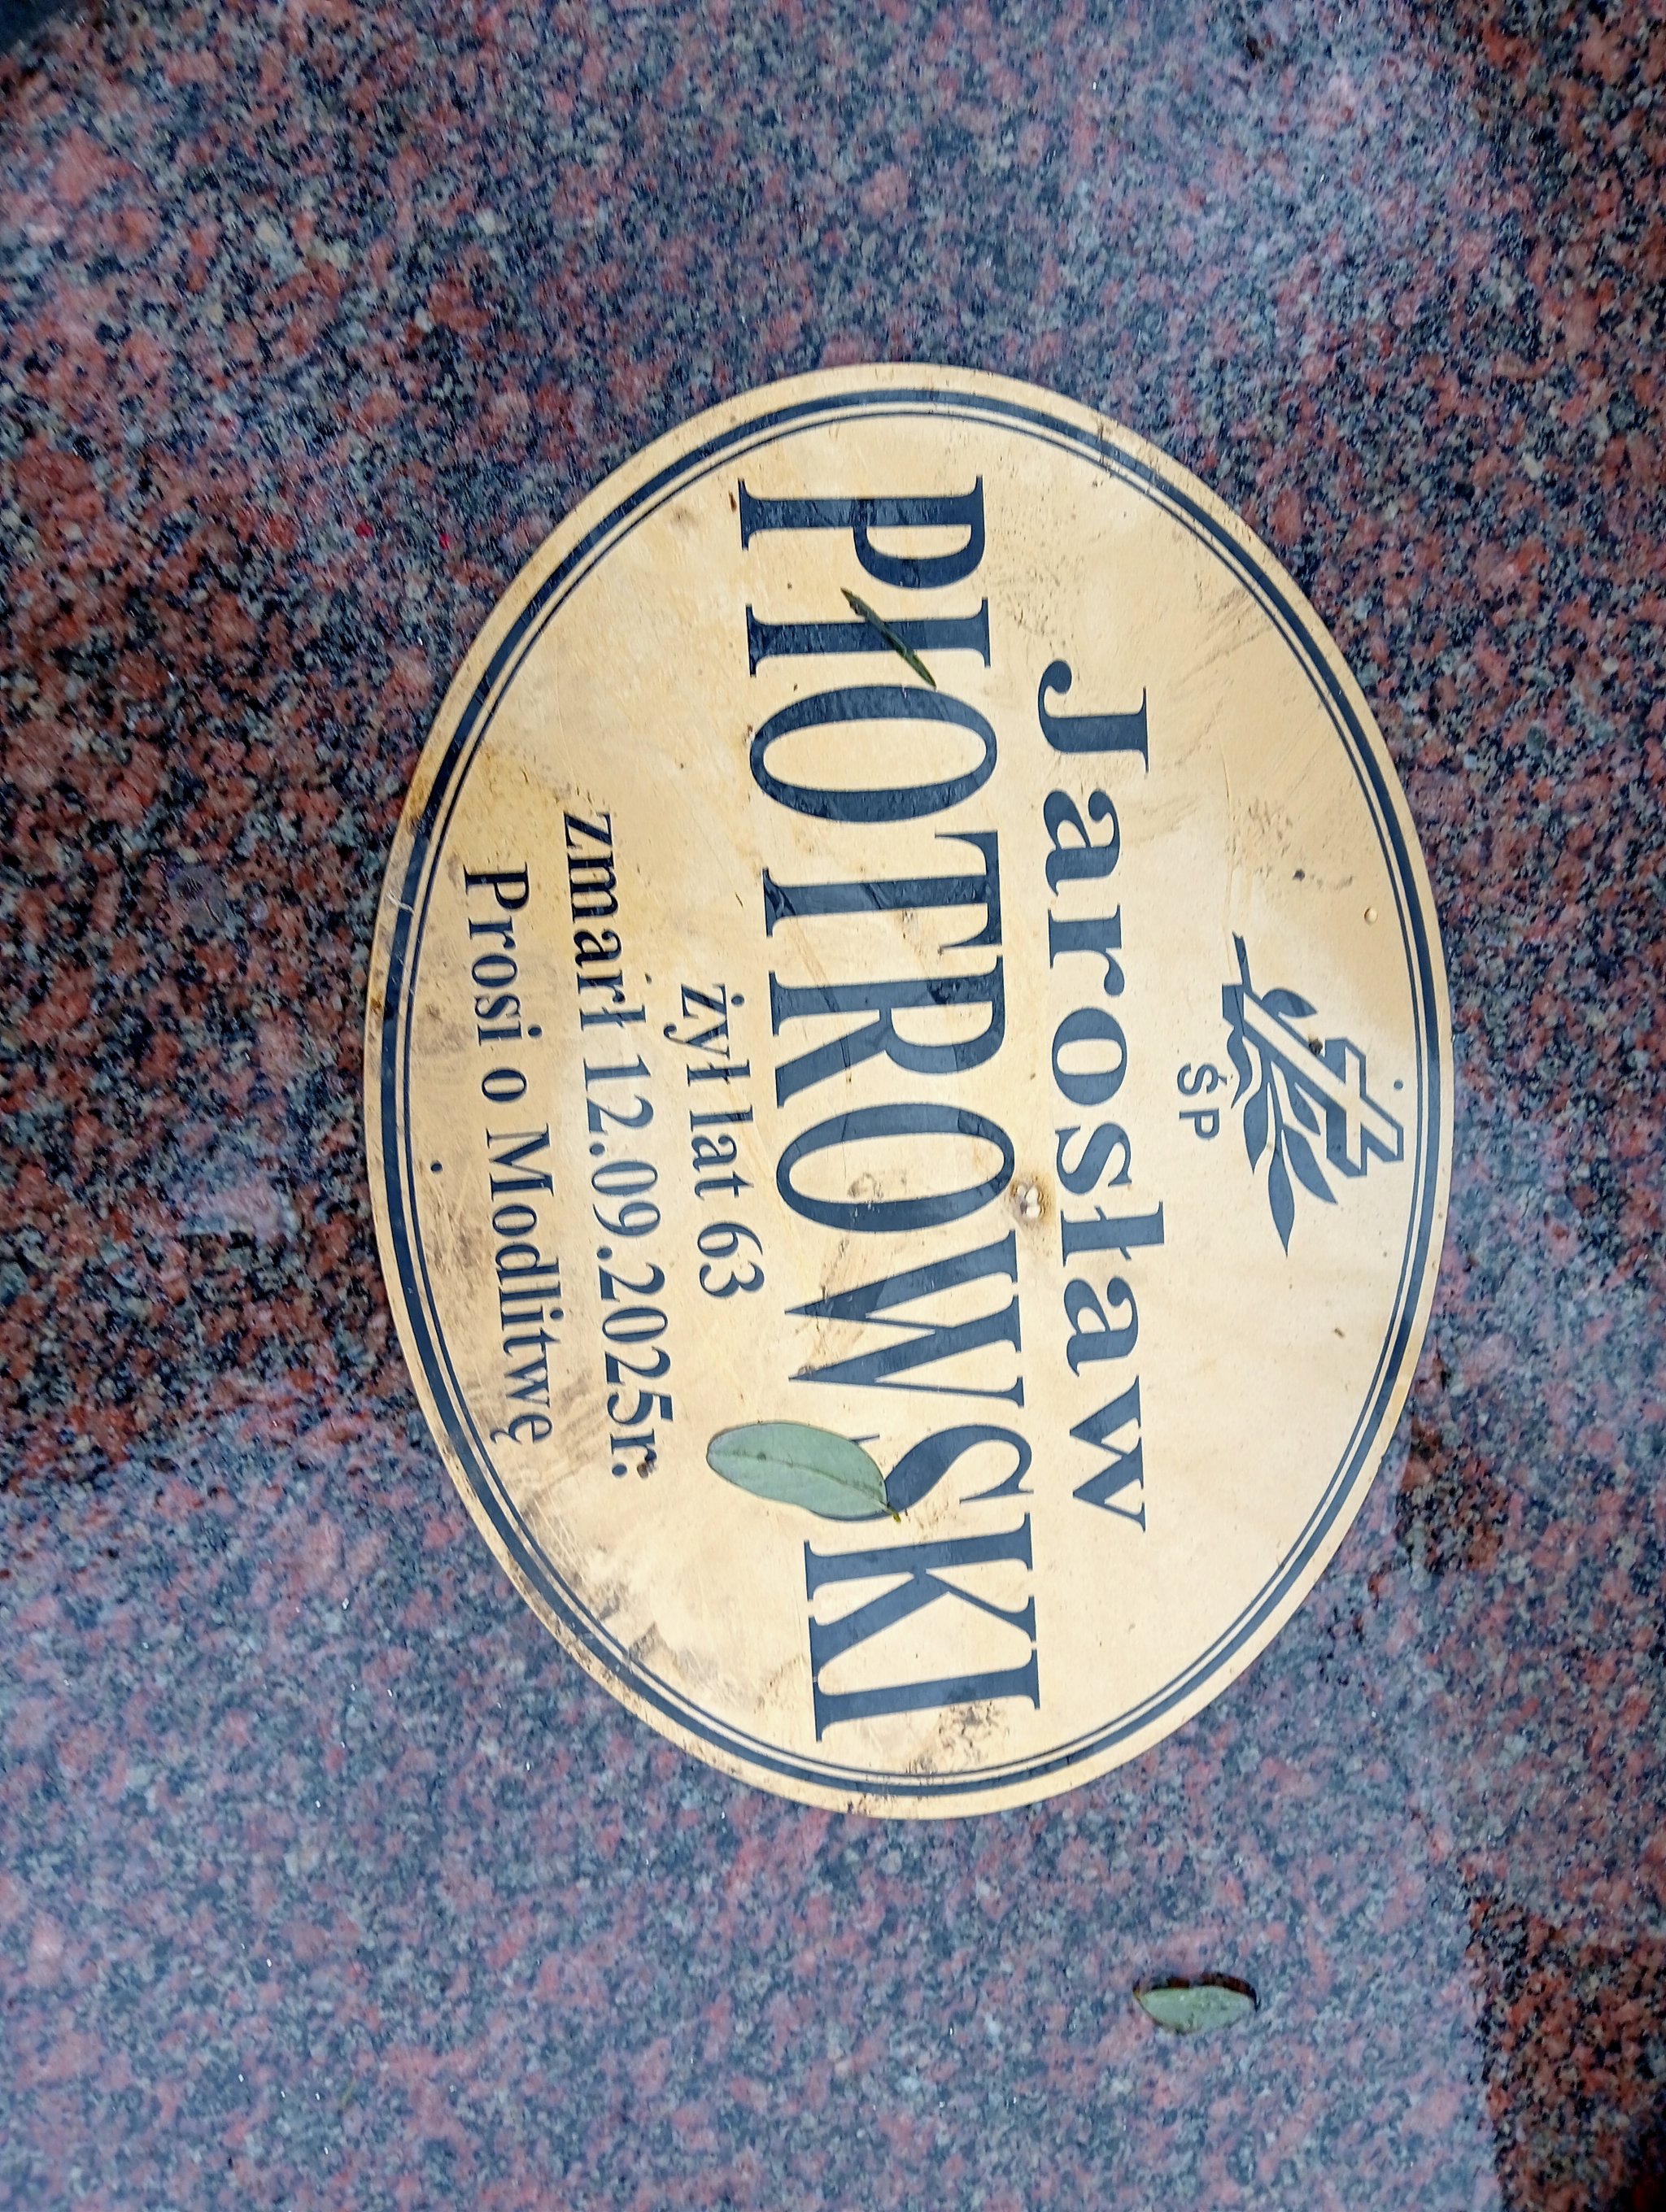 ŚP
Jarosław
PIOTROWSKI
żył lat 63
zmarł 12.09.2025r.
Prosi o Modlitwę